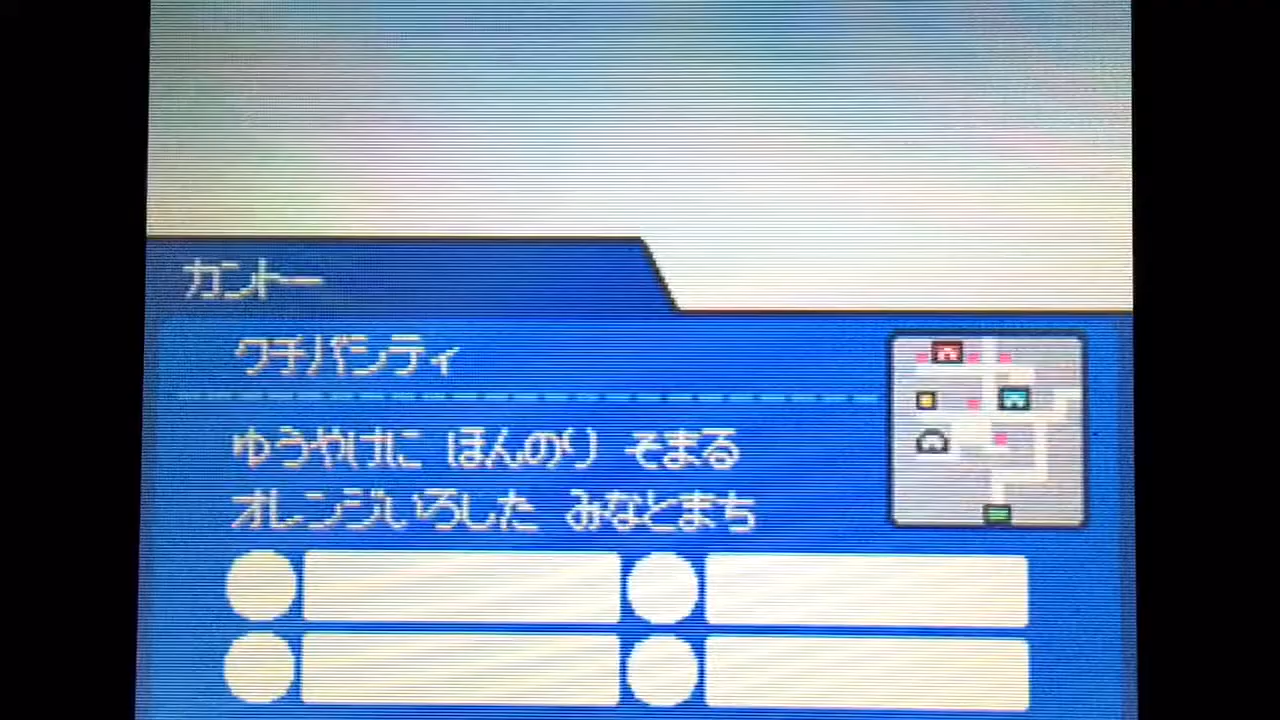 カントー
クチバシティ
ゆうやけに ほんのり そまる
オレンジいろした みなとまち